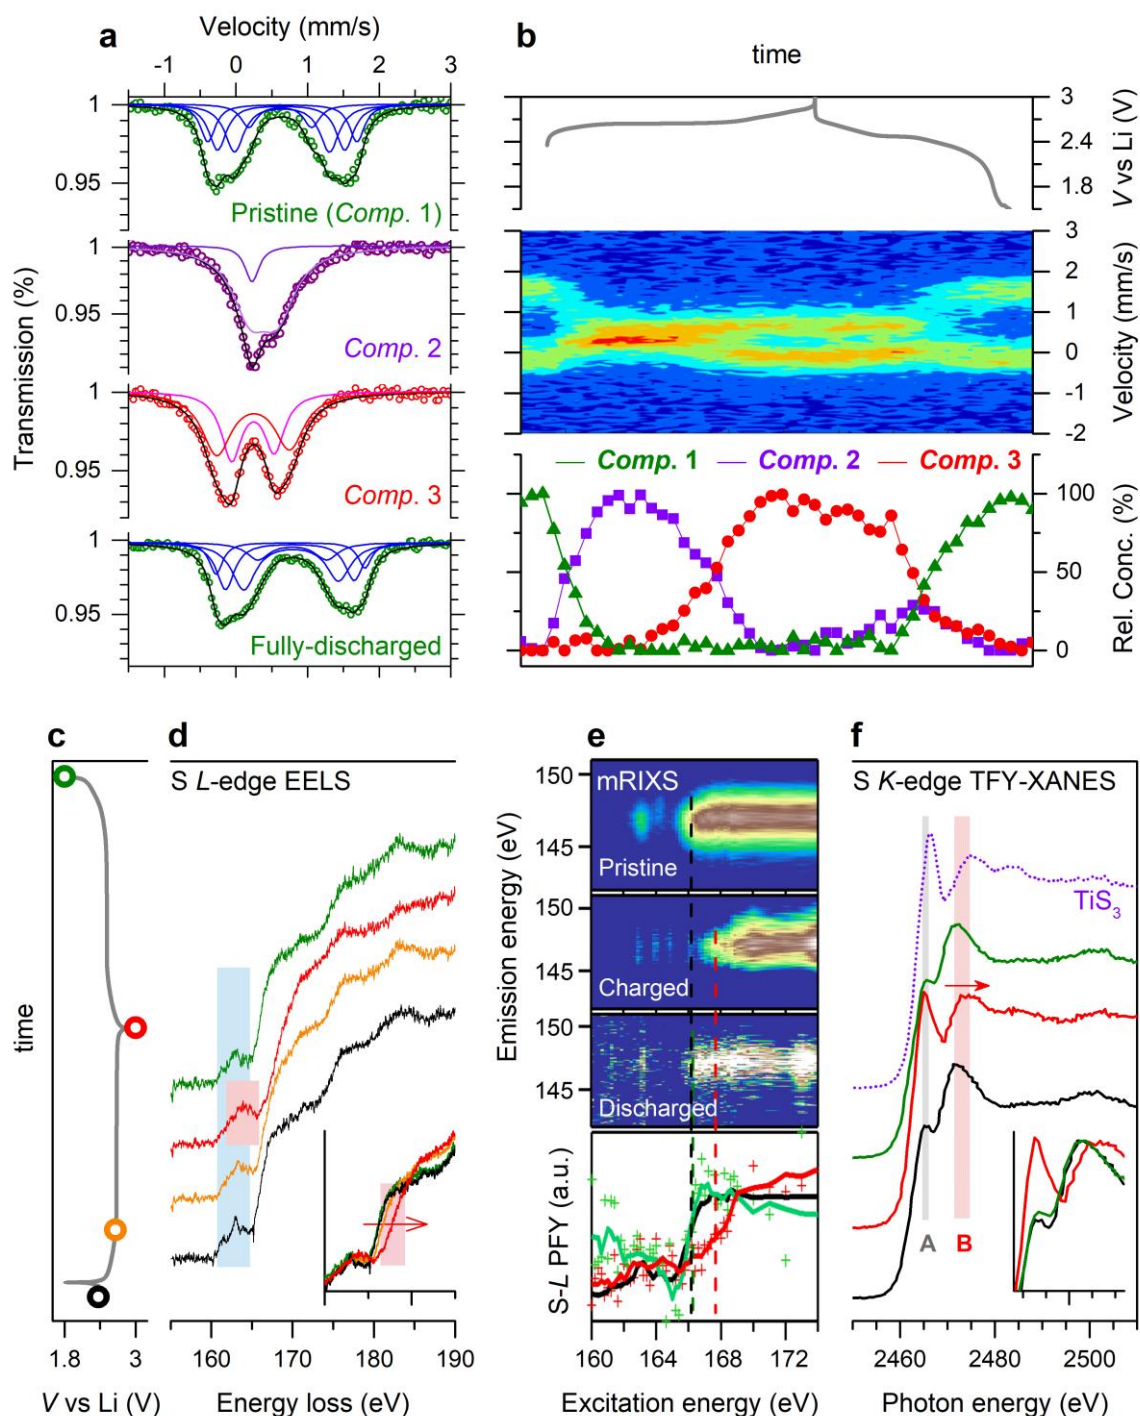 a
Velocity (mm/s)
-1 0 1 2 3
1
0.95
Pristine (Comp. 1)
1
0.95
Comp. 2
1
0.95
Comp. 3
1
0.95
Fully-discharged
Transmission (%)
b
time
3
2.4
1.8
V vs Li (V)
3
2
1
0
-1
-2
Velocity (mm/s)
Comp. 1 Comp. 2 Comp. 3
100
50
0
Rel. Conc. (%)
c
time
1.8 3
V vs Li (V)
d
S L-edge EELS
160 170 180 190
Energy loss (eV)
e
150
mRIXS
145
Pristine
150
145
Charged
150
145
Discharged
Emission energy (eV)
S-L PFY (a.u.)
160 164 168 172
Excitation energy (eV)
f
S K-edge TFY-XANES
TiS3
A B
2460 2480 2500
Photon energy (eV)